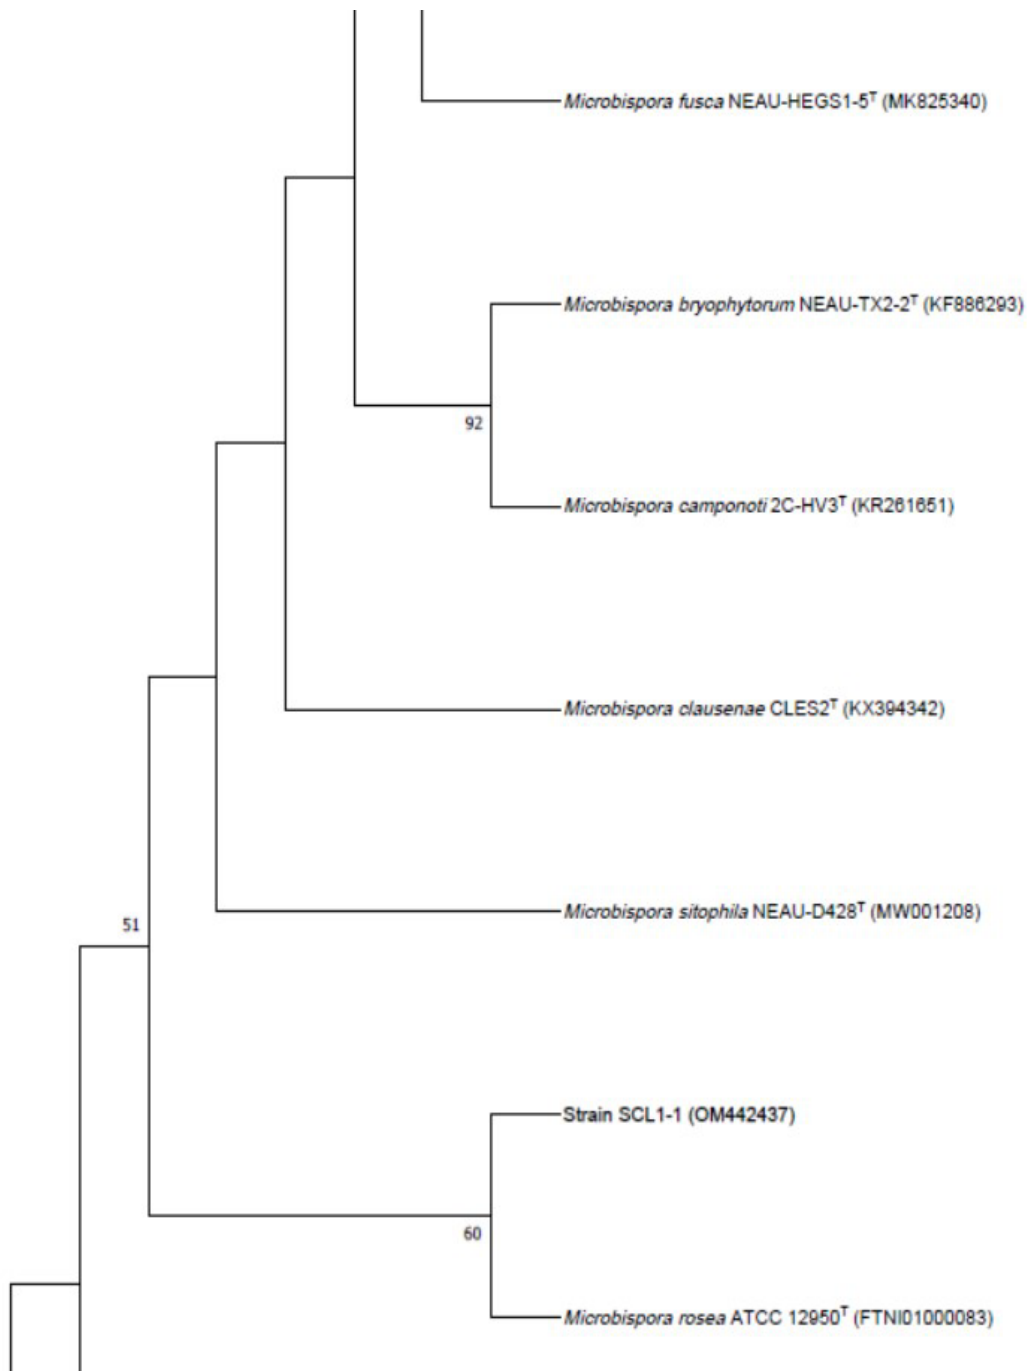 Microbispora fusca NEAU-HEGS1-5ᵀ (MK825340)
Microbispora bryophytorum NEAU-TX2-2ᵀ (KF886293)
92
Microbispora camponoti 2C-HV3ᵀ (KR261651)
Microbispora clausenae CLES2ᵀ (KX394342)
Microbispora sitophila NEAU-D428ᵀ (MW001208)
51
Strain SCL1-1 (OM442437)
60
Microbispora rosea ATCC 12950ᵀ (FTNI01000083)